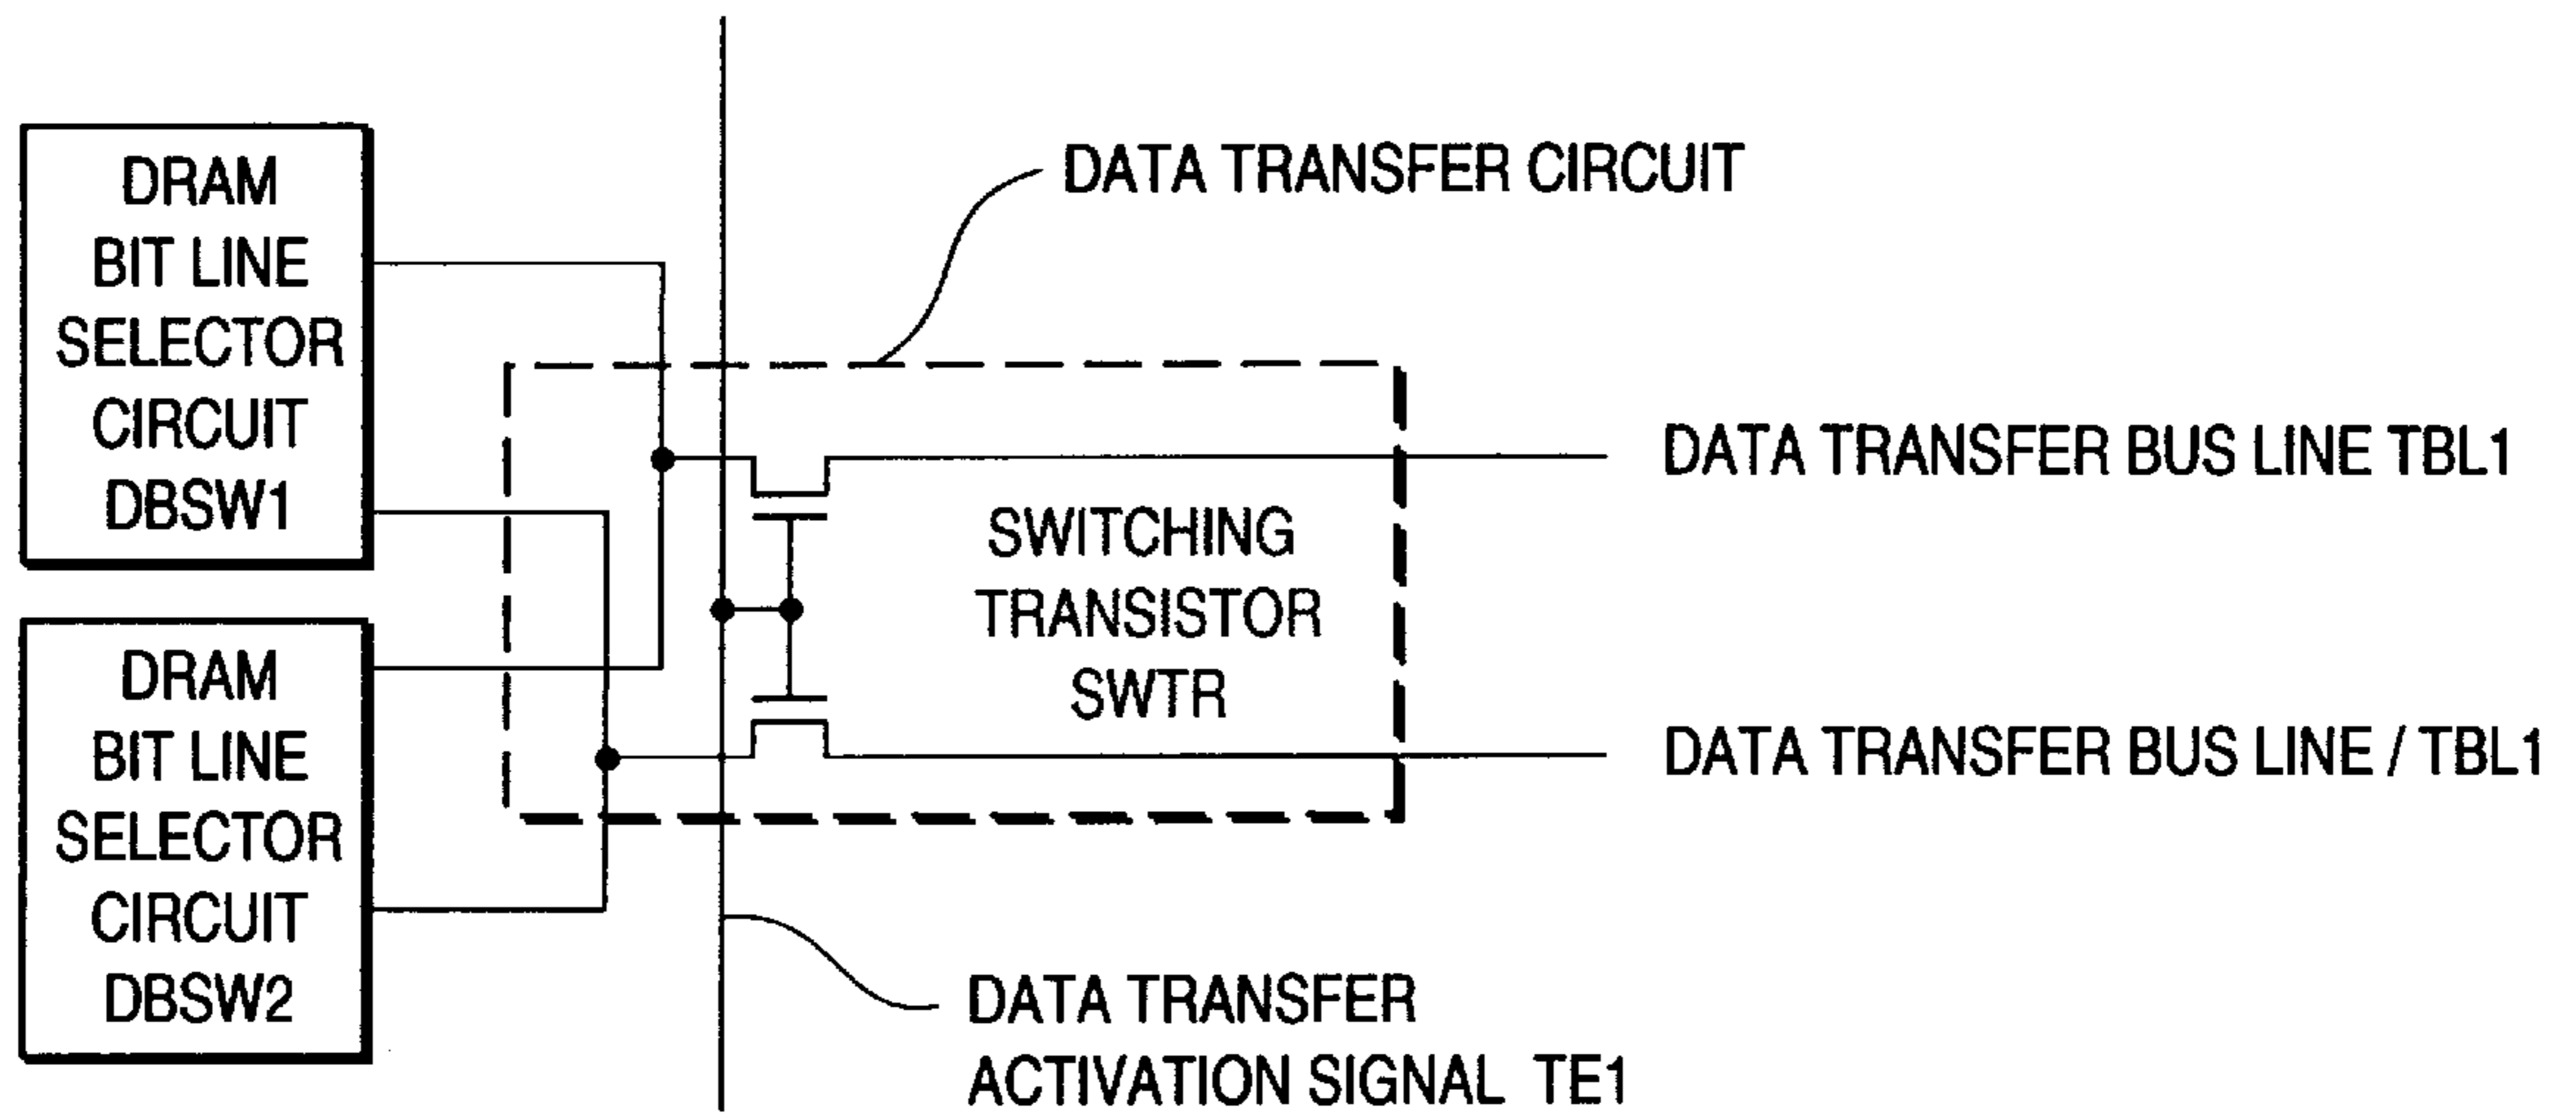 DRAM
BIT LINE
SELECTOR
CIRCUIT
DBSW1
DRAM
BIT LINE
SELECTOR
CIRCUIT
DBSW2
DATA TRANSFER CIRCUIT
SWITCHING
TRANSISTOR
SWTR
DATA TRANSFER BUS LINE TBL1
DATA TRANSFER BUS LINE / TBL1
DATA TRANSFER
ACTIVATION SIGNAL TE1